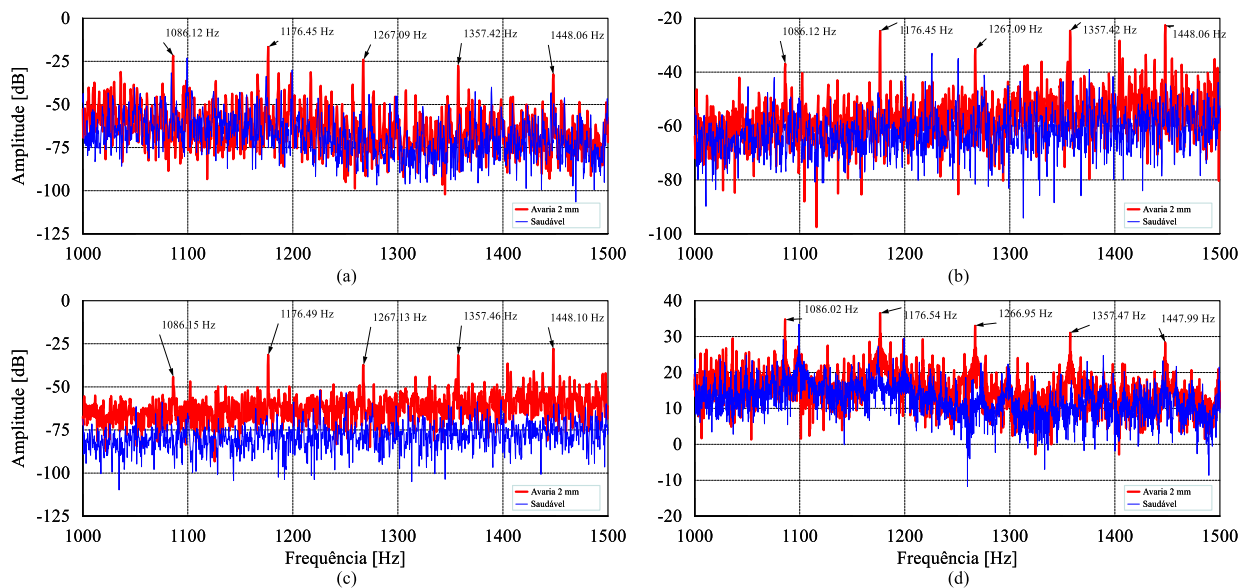 0
-25
-50
-75
-100
-125
Amplitude [dB]
1086.12 Hz
1176.45 Hz
1267.09 Hz
1357.42 Hz
1448.06 Hz
Avaria 2 mm
Saudável
1000 1100 1200 1300 1400 1500
(a)
-20
-40
-60
-80
-100
Amplitude [dB]
1086.12 Hz
1176.45 Hz
1267.09 Hz
1357.42 Hz
1448.06 Hz
Avaria 2 mm
Saudável
1000 1100 1200 1300 1400 1500
(b)
0
-25
-50
-75
-100
-125
Amplitude [dB]
1086.15 Hz
1176.49 Hz
1267.13 Hz
1357.46 Hz
1448.10 Hz
Avaria 2 mm
Saudável
1000 1100 1200 1300 1400 1500
Frequência [Hz]
(c)
40
30
20
10
0
-10
20
Amplitude [dB]
1086.02 Hz
1176.54 Hz
1266.95 Hz
1357.47 Hz
1447.99 Hz
Avaria 2 mm
Saudável
1000 1100 1200 1300 1400 1500
Frequência [Hz]
(d)